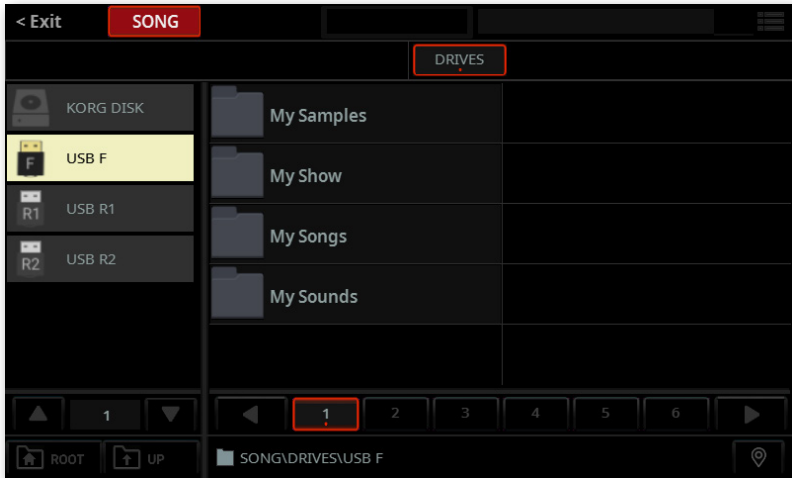 < Exit SONG
DRIVES
KORG DISK
F USB F
R1 USB R1
R2 USB R2
My Samples
My Show
My Songs
My Sounds
1
1 2 3 4 5 6
ROOT UP
SONG\DRIVES\USB F